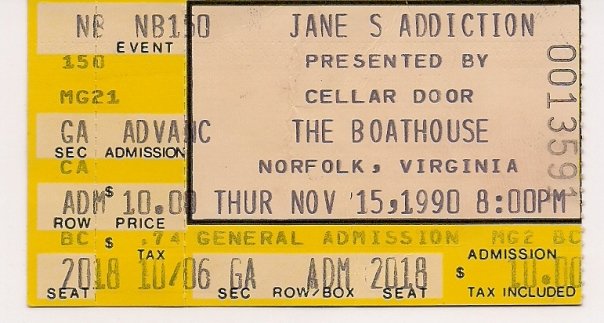 NB NB150 JANE S ADDICTION
EVENT
150 PRESENTED BY
MG21 CELLAR DOOR
GA ADVANC THE BOATHOUSE
SEC ADMISSION
CA NORFOLK, VIRGINIA
ADM $ 10.00 THUR NOV 15,1990 8:00PM
ROW PRICE
BC $ .74 GENERAL ADMISSION MG2 BC
TAX ADMISSION
2018 10/06 GA ADM 2018 $ 10.00
SEAT SEC ROW/BOX SEAT TAX INCLUDED
001359